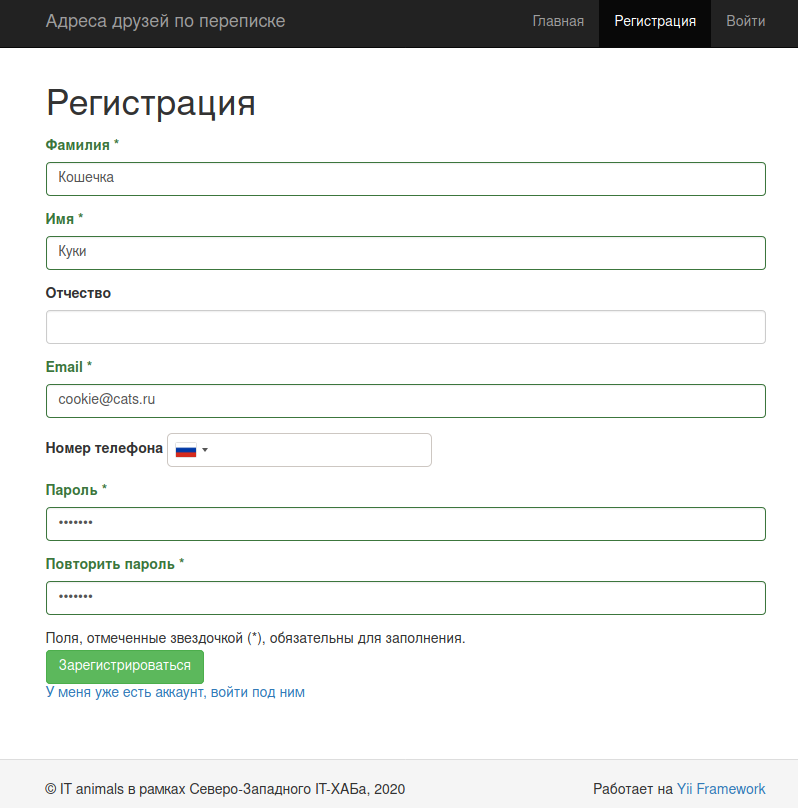 Адреса друзей по переписке Главная Регистрация Войти
Регистрация
Фамилия *
Кошечка
Имя *
Куки
Отчество
Email *
cookie@cats.ru
Номер телефона
Пароль *
•••••••
Повторить пароль *
•••••••
Поля, отмеченные звездочкой (*), обязательны для заполнения.
Зарегистрироваться
У меня уже есть аккаунт, войти под ним
© IT animals в рамках Северо-Западного IT-ХАБа, 2020 Работает на Yii Framework